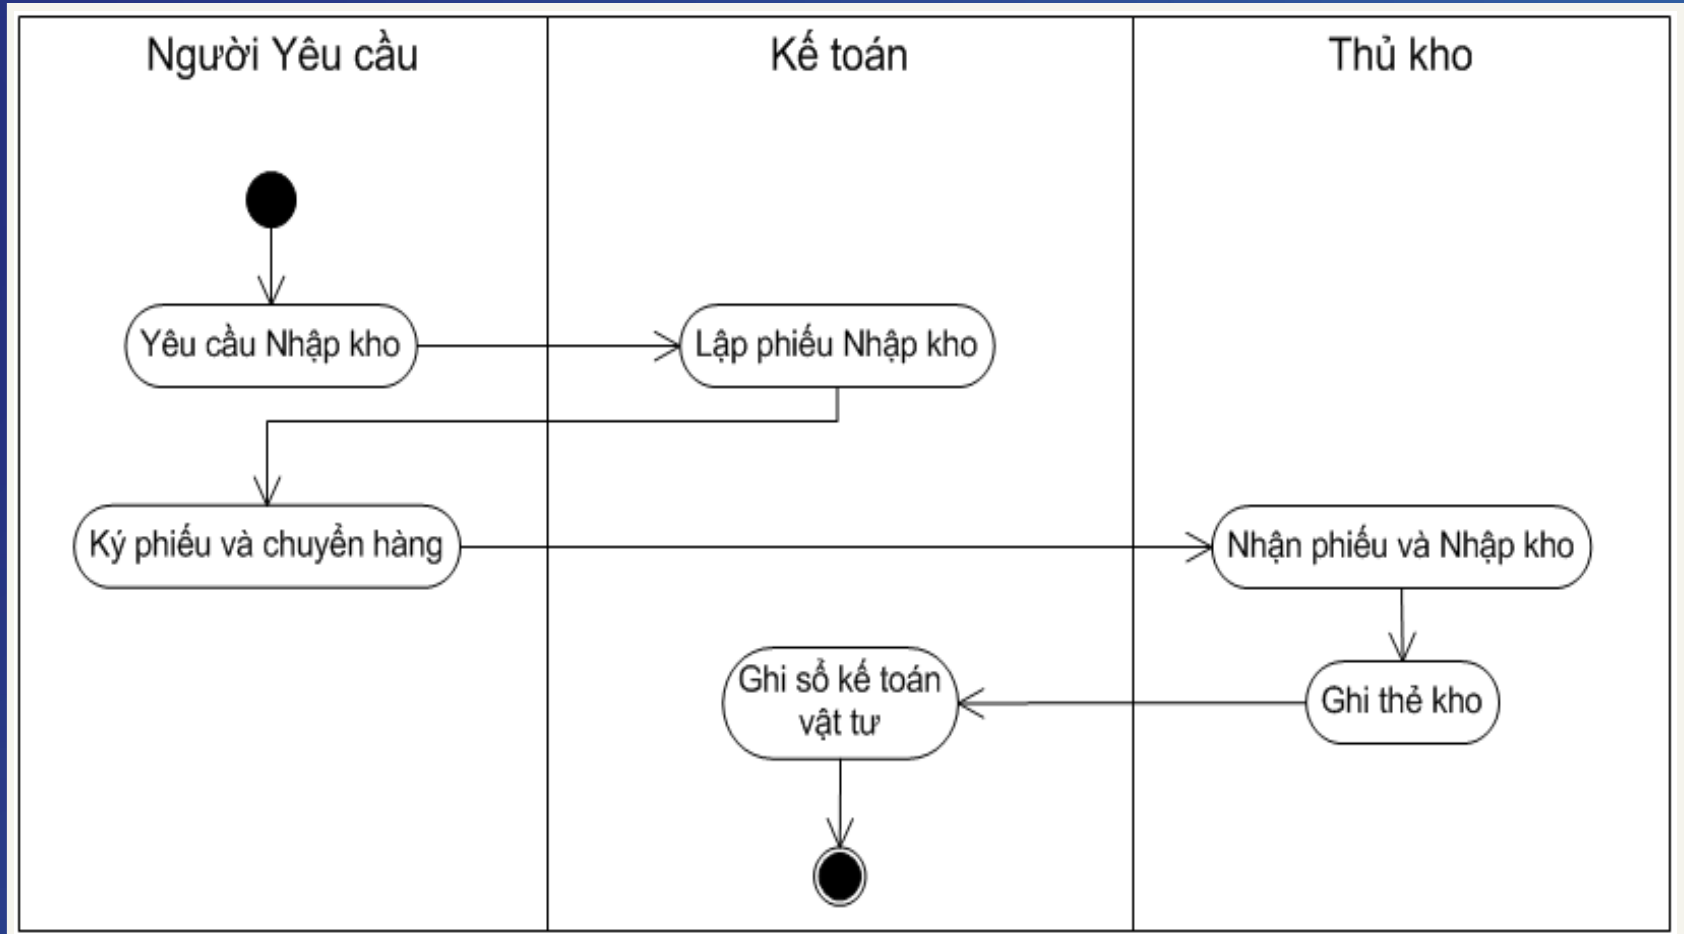 Người Yêu cầu
Kế toán
Thủ kho
Yêu cầu Nhập kho
Lập phiếu Nhập kho
Ký phiếu và chuyển hàng
Nhận phiếu và Nhập kho
Ghi sổ kế toán
vật tư
Ghi thẻ kho